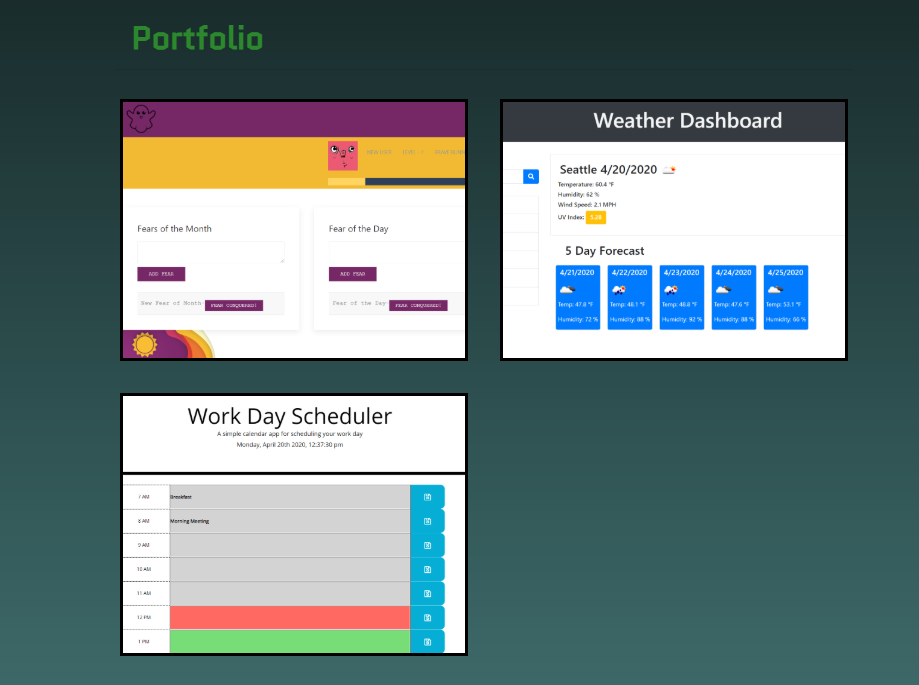 Portfolio
Fears of the Month
Fear of the Day
ADD FEAR
ADD FEAR
New Fear of Month
FEAR CONQUERED!
Fear of the Day
FEAR CONQUERED!
Weather Dashboard
Seattle 4/20/2020
Temperature: 60.4 °F
Humidity: 62 %
Wind Speed: 2.1 MPH
UV Index:
5 Day Forecast
4/21/2020 4/22/2020 4/23/2020 4/24/2020 4/25/2020
Temp: 47.8 °F Temp: 48.1 °F Temp: 48.8 °F Temp: 47.6 °F Temp: 53.1 °F
Humidity: 72 % Humidity: 88 % Humidity: 92 % Humidity: 88 % Humidity: 66 %
Work Day Scheduler
A simple calendar app for scheduling your work day
Monday, April 20th 2020, 12:37:30 pm
7 AM Breakfast
8 AM Morning Meeting
9 AM
10 AM
11 AM
12 PM
1 PM